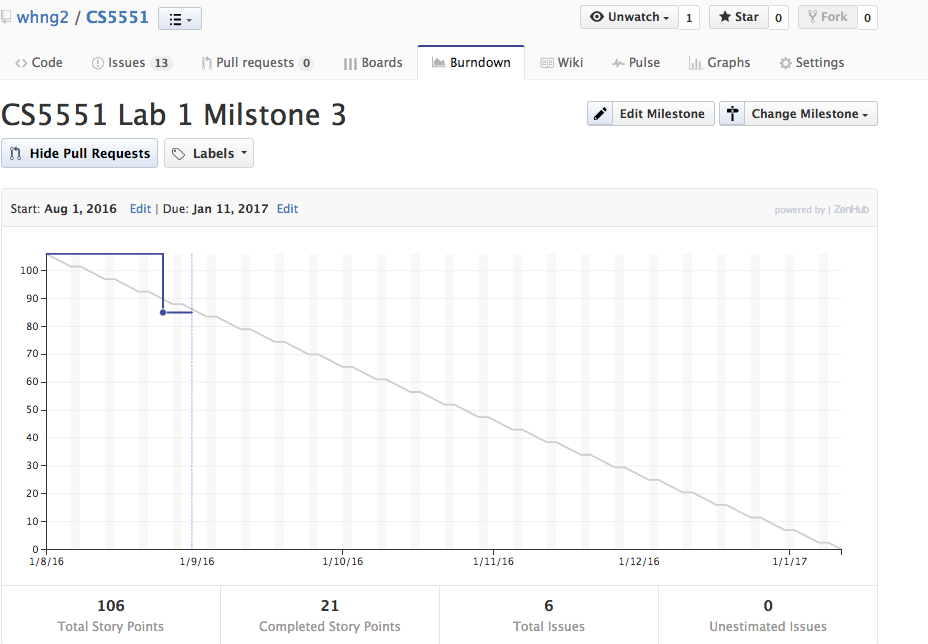 whng2 / CS5551
Unwatch 1 Star 0 Fork 0
Code Issues 13 Pull requests 0 Boards Burndown Wiki Pulse Graphs Settings
CS5551 Lab 1 Milstone 3
Edit Milestone Change Milestone
Hide Pull Requests Labels
Start: Aug 1, 2016 Edit | Due: Jan 11, 2017 Edit
powered by | ZenHub
100
90
80
70
60
50
40
30
20
10
0
1/8/16 1/9/16 1/10/16 1/11/16 1/12/16 1/1/17
106 21 6 0
Total Story Points Completed Story Points Total Issues Unestimated Issues